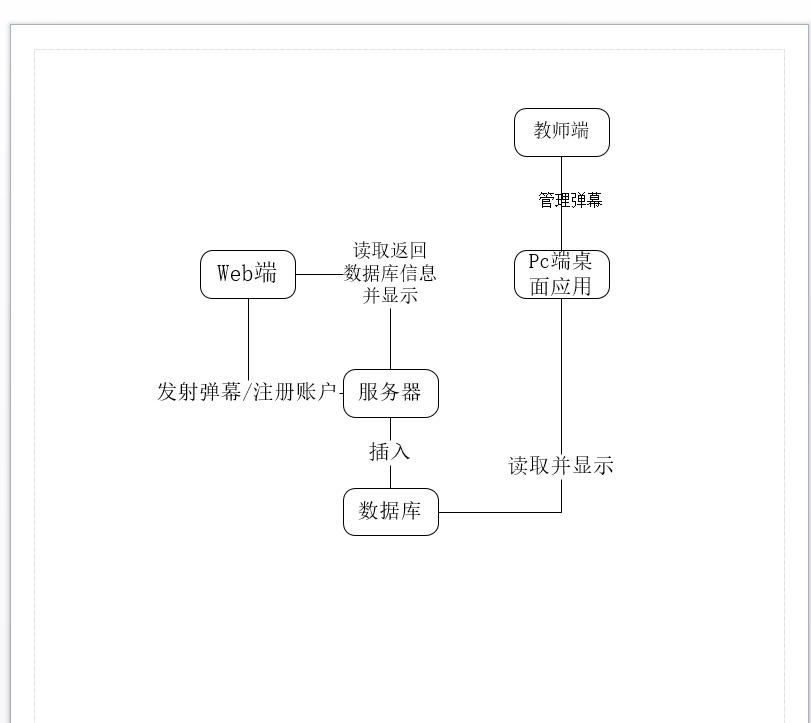 教师端
管理弹幕
读取返回
数据库信息
并显示
Web端
Pc端桌
面应用
发射弹幕/注册账户
服务器
插入
读取并显示
数据库